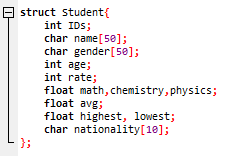 struct Student{
int IDs;
char name[50];
char gender[50];
int age;
int rate;
float math,chemistry,physics;
float avg;
float highest, lowest;
char nationality[10];
};